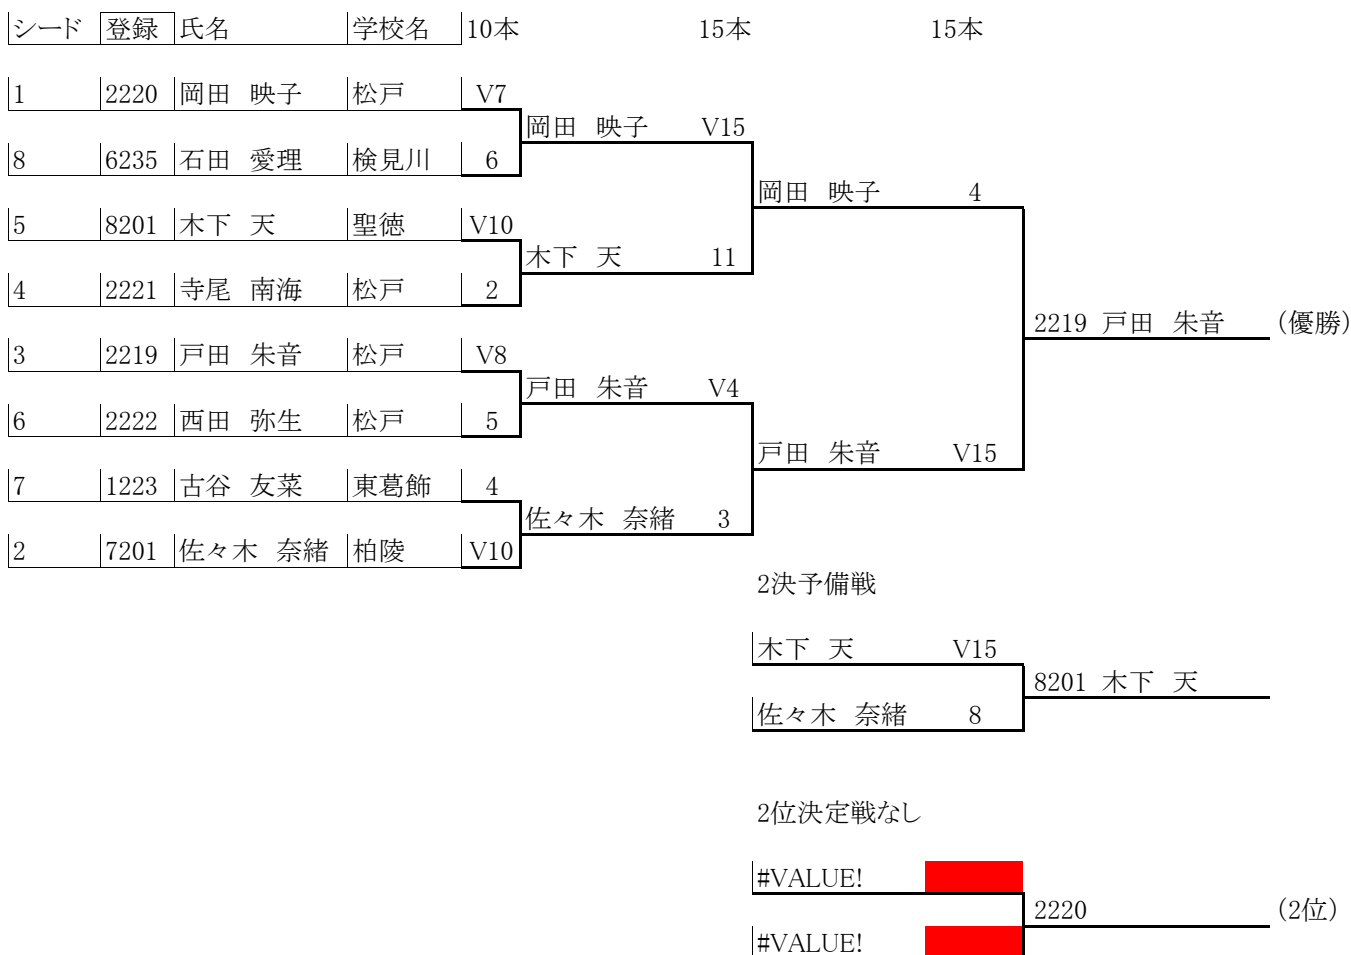 シード 登録 氏名 学校名 10本 15本 15本
1 2220 岡田 映子 松戸 V7
岡田 映子 V15
8 6235 石田 愛理 検見川 6
岡田 映子 4
5 8201 木下 天 聖徳 V10
木下 天 11
4 2221 寺尾 南海 松戸 2
2219 戸田 朱音 (優勝)
3 2219 戸田 朱音 松戸 V8
戸田 朱音 V4
6 2222 西田 弥生 松戸 5
戸田 朱音 V15
7 1223 古谷 友菜 東葛飾 4
佐々木 奈緒 3
2 7201 佐々木 奈緒 柏陵 V10
2決予備戦
木下 天 V15
8201 木下 天
佐々木 奈緒 8
2位決定戦なし
#VALUE!
2220 (2位)
#VALUE!